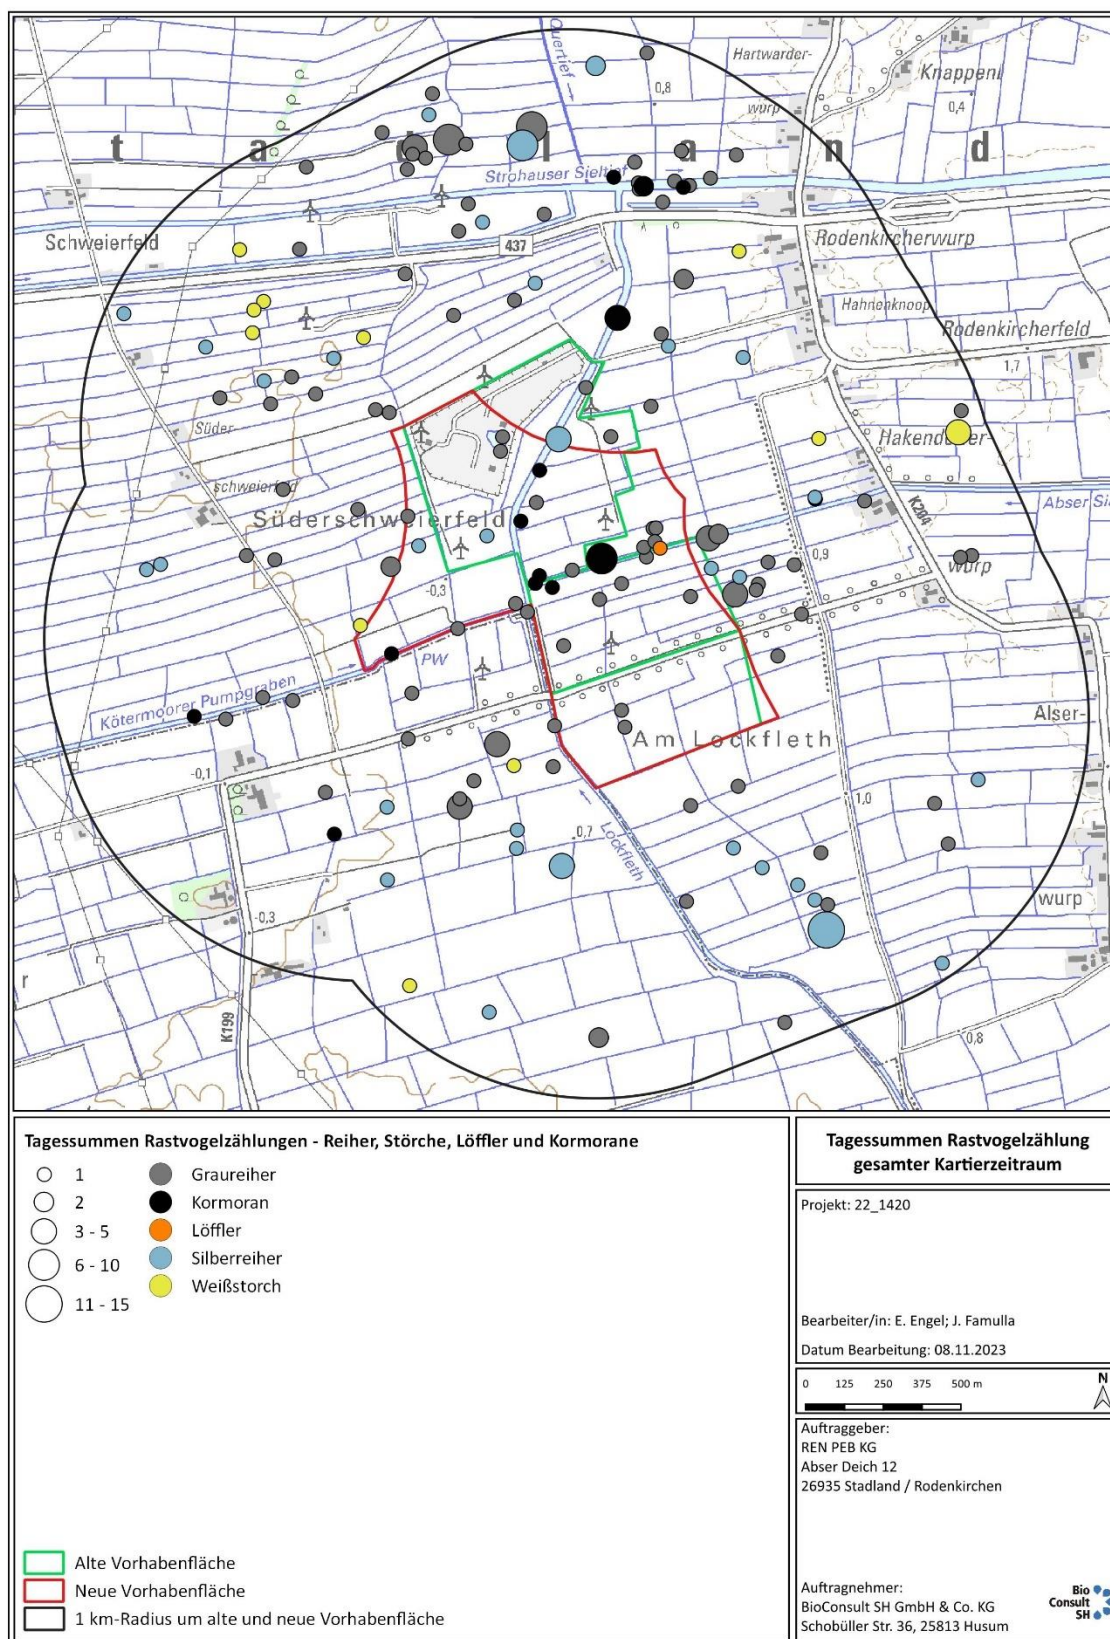 Hartwarder-
wurp
Knappenl
Quertief
0,8
0,4
t a d l a n d
Strohauser Sieltief
Schweierfeld
437
Rodenkircherwurp
Hahnenknoop
Rodenkircherfeld
1,7
Süder-
schweierfeld
Hakendorfer-
wurp
K204
Abser Si
Süderschweierfeld
0,9
-0,3
PW
Kötermoorer Pumpgraben
Am Lockfleth
Alser-
wurp
-0,1
1,0
-0,7
Lockfleth
-0,3
r
K199
0,8
Tagessummen Rastvogelzählungen - Reiher, Störche, Löffler und Kormorane
1
2
3 - 5
6 - 10
11 - 15
Graureiher
Kormoran
Löffler
Silberreiher
Weißstorch
Alte Vorhabenfläche
Neue Vorhabenfläche
1 km-Radius um alte und neue Vorhabenfläche
Tagessummen Rastvogelzählung
gesamter Kartierzeitraum
Projekt: 22_1420
Bearbeiter/in: E. Engel; J. Famulla
Datum Bearbeitung: 08.11.2023
0 125 250 375 500 m
N
Auftraggeber:
REN PEB KG
Abser Deich 12
26935 Stadland / Rodenkirchen
Auftragnehmer:
BioConsult SH GmbH & Co. KG
Schobüller Str. 36, 25813 Husum
Bio
Consult
SH